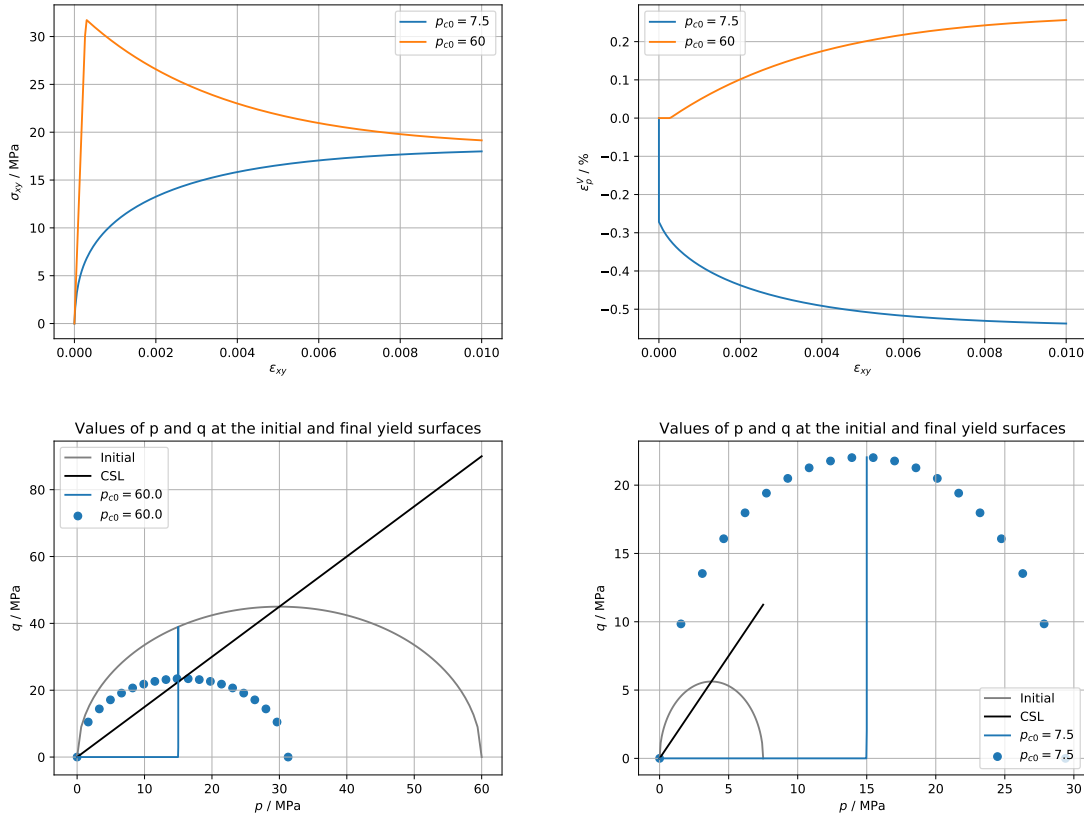 30
25
20
15
10
5
0
σxy / MPa
pc0 = 7.5
pc0 = 60
0.000
0.002
0.004
0.006
0.008
0.010
εxy
0.2
0.1
0.0
−0.1
−0.2
−0.3
−0.4
−0.5
εpV / %
pc0 = 7.5
pc0 = 60
0.000
0.002
0.004
0.006
0.008
0.010
εxy
Values of p and q at the initial and final yield surfaces
80
60
40
20
0
q / MPa
Initial
CSL
pc0 = 60.0
pc0 = 60.0
0
10
20
30
40
50
60
p / MPa
Values of p and q at the initial and final yield surfaces
20
15
10
5
0
q / MPa
Initial
CSL
pc0 = 7.5
pc0 = 7.5
0
5
10
15
20
25
30
p / MPa